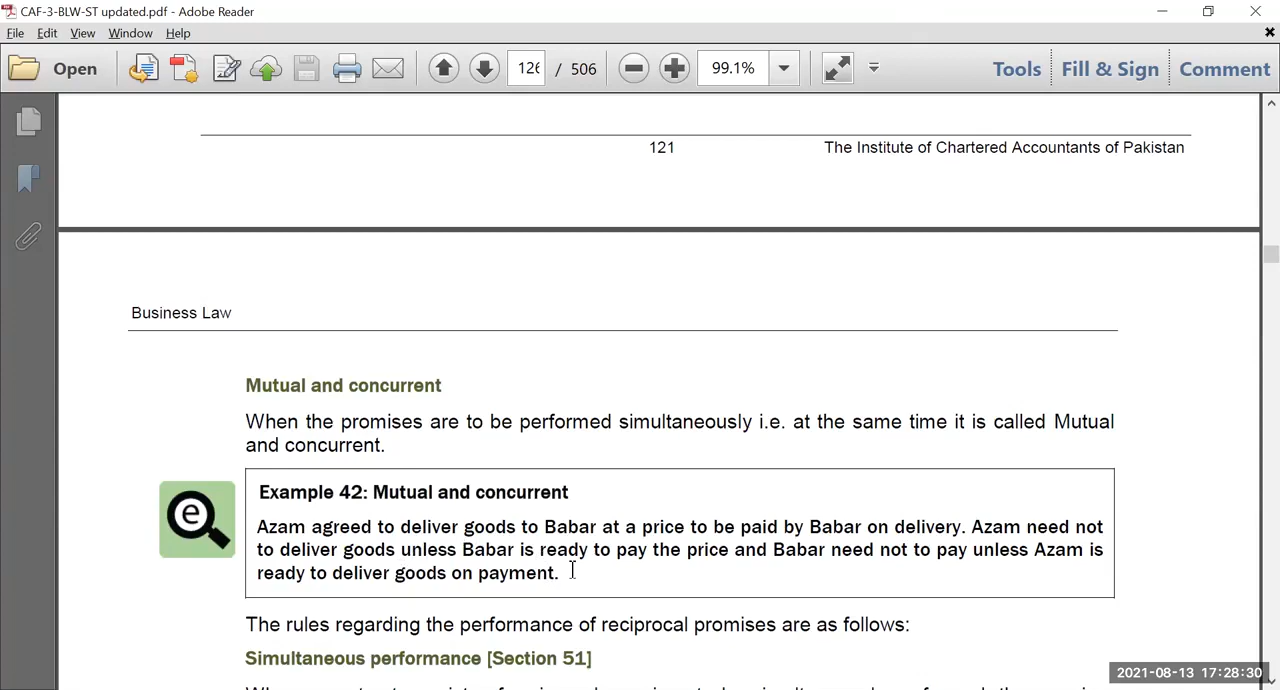 CAF-3-BLW-ST updated.pdf - Adobe Reader
File Edit View Window Help
Open 126 / 506 99.1% Tools Fill & Sign Comment
121 The Institute of Chartered Accountants of Pakistan
Business Law
Mutual and concurrent
When the promises are to be performed simultaneously i.e. at the same time it is called Mutual
and concurrent.
Example 42: Mutual and concurrent
Azam agreed to deliver goods to Babar at a price to be paid by Babar on delivery. Azam need not
to deliver goods unless Babar is ready to pay the price and Babar need not to pay unless Azam is
ready to deliver goods on payment.
The rules regarding the performance of reciprocal promises are as follows:
Simultaneous performance [Section 51]
2021-08-13 17:28:30